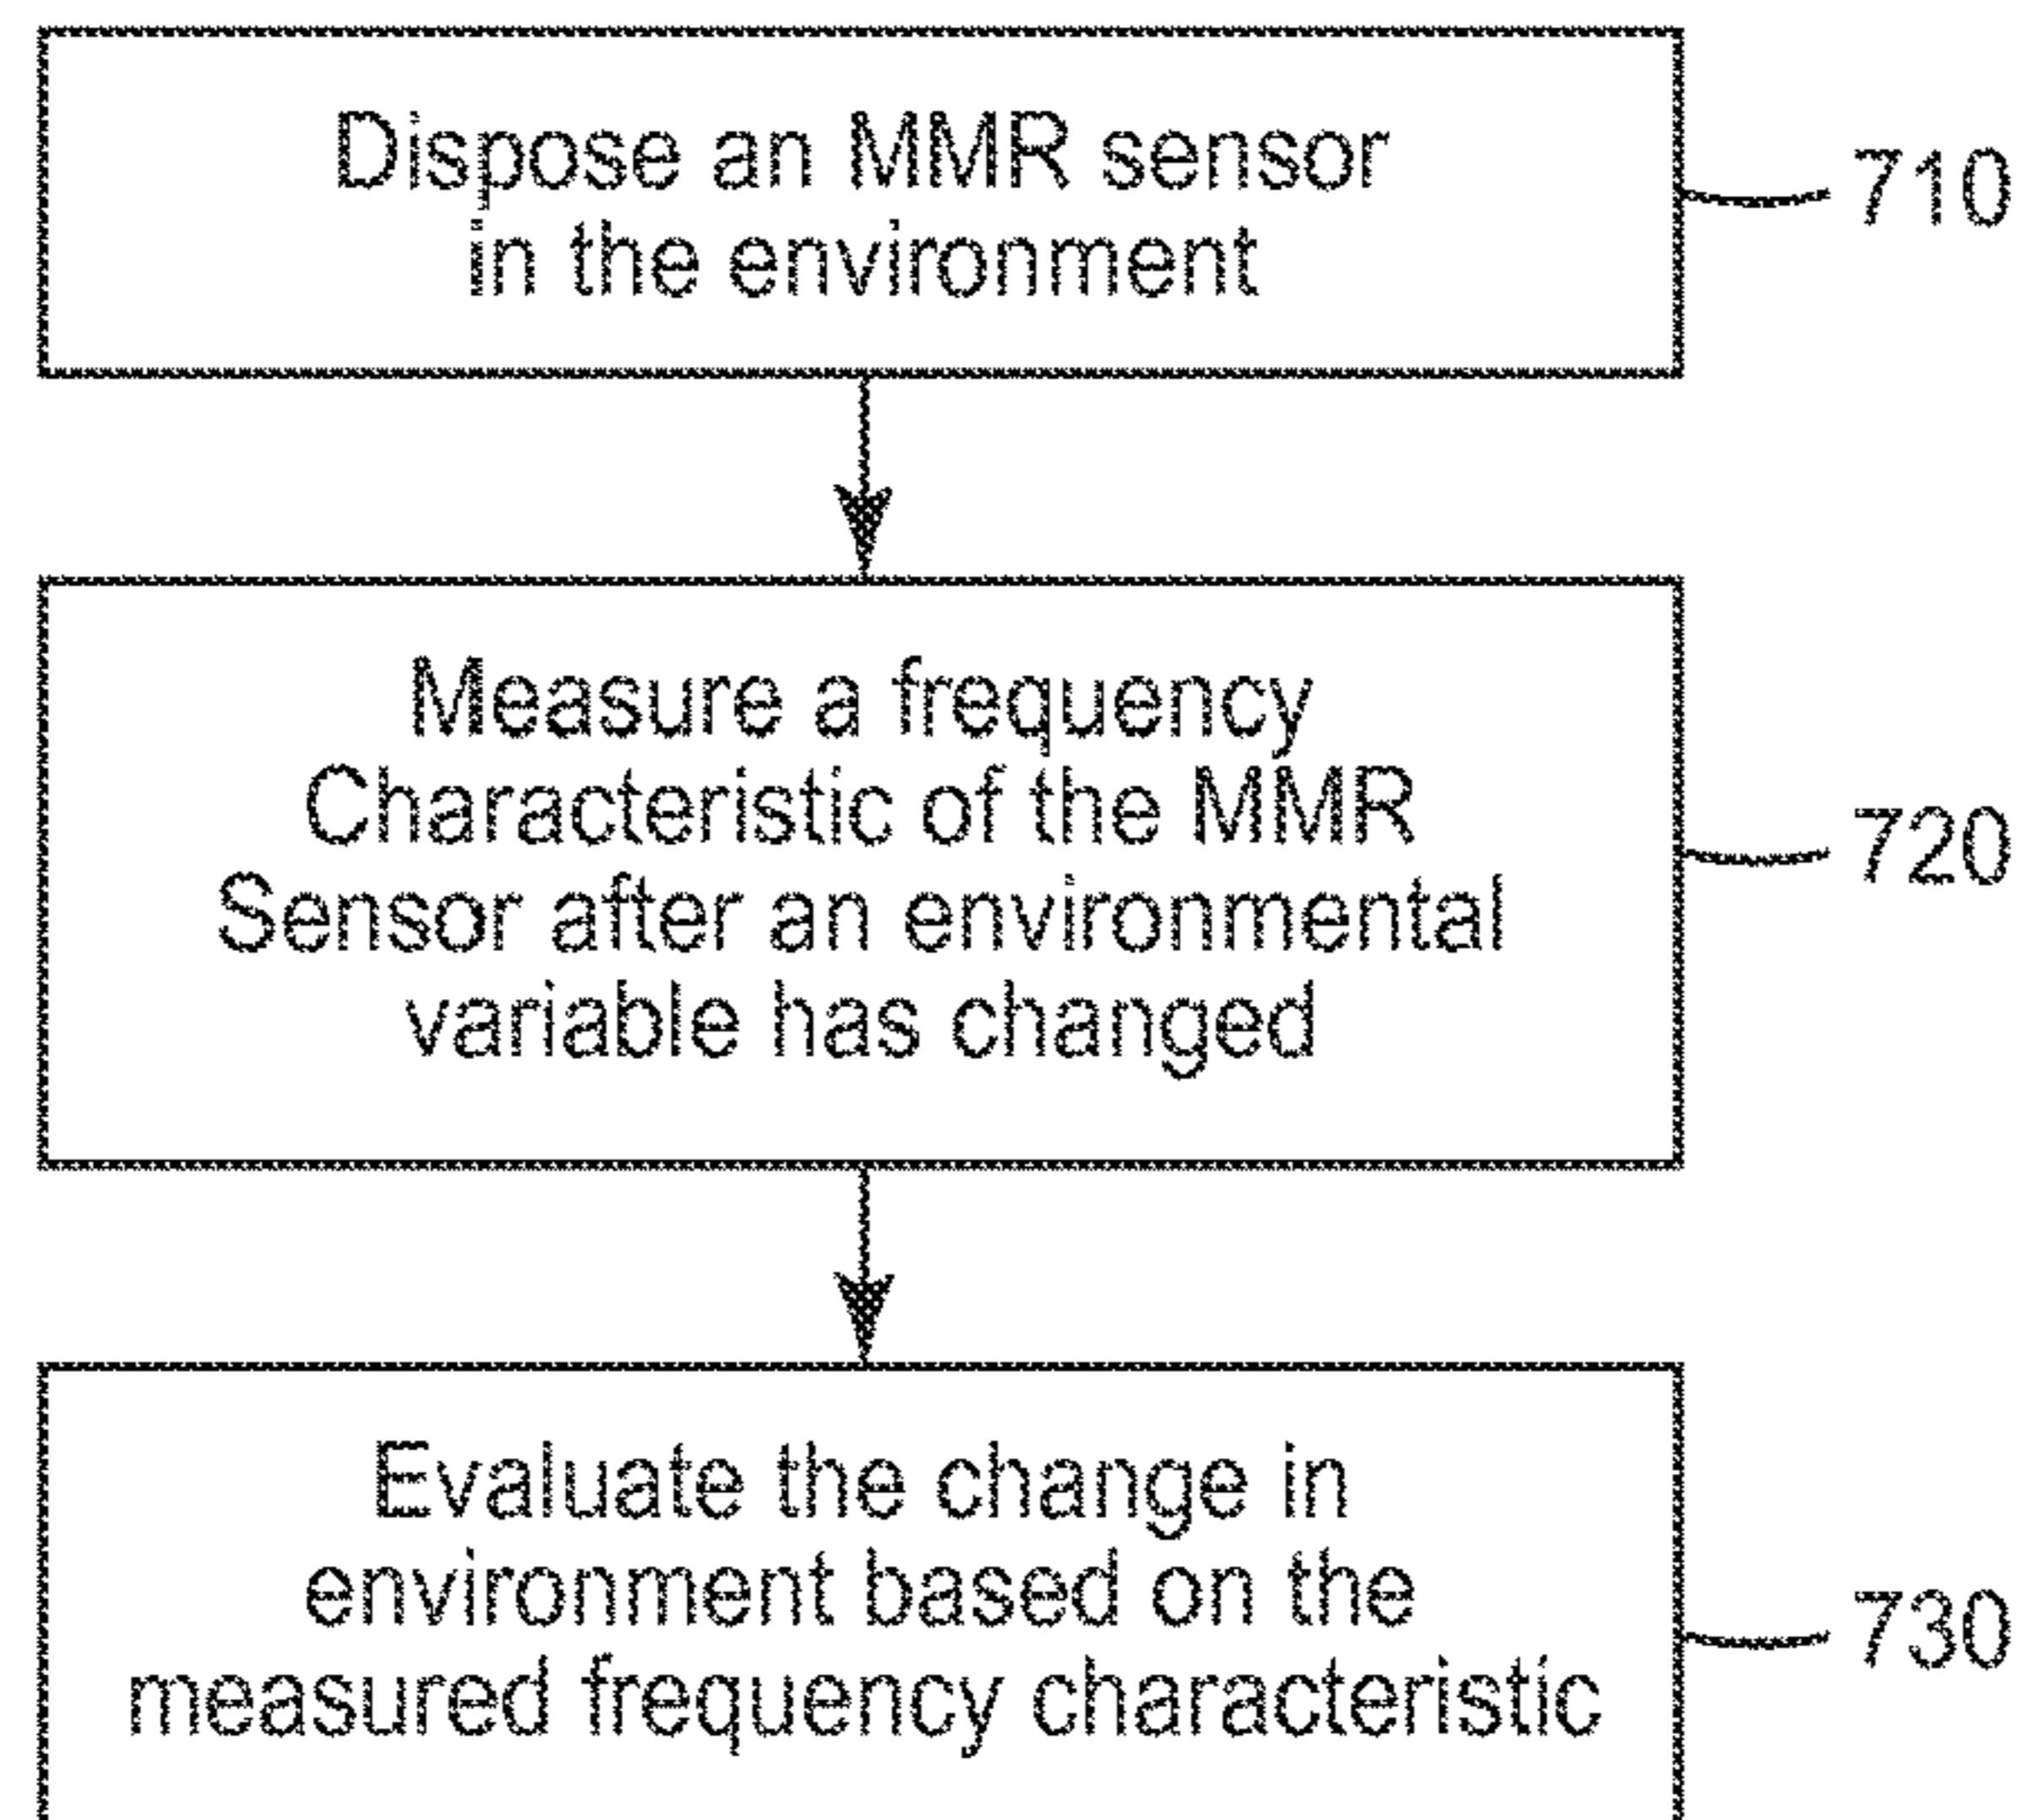 Dispose an MMR sensor
in the environment
710
Measure a frequency
Characteristic of the MMR
Sensor after an environmental
variable has changed
720
Evaluate the change in
environment based on the
measured frequency characteristic
730